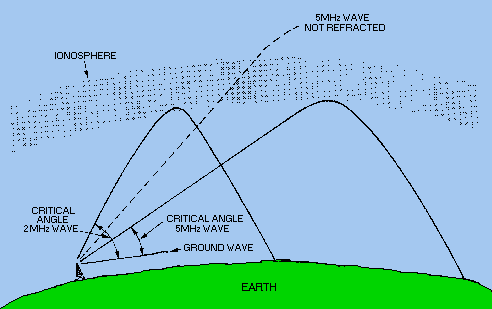 5MHz WAVE
NOT REFRACTED
IONOSPHERE
CRITICAL
ANGLE
2MHz WAVE
CRITICAL ANGLE
5MHz WAVE
GROUND WAVE
EARTH